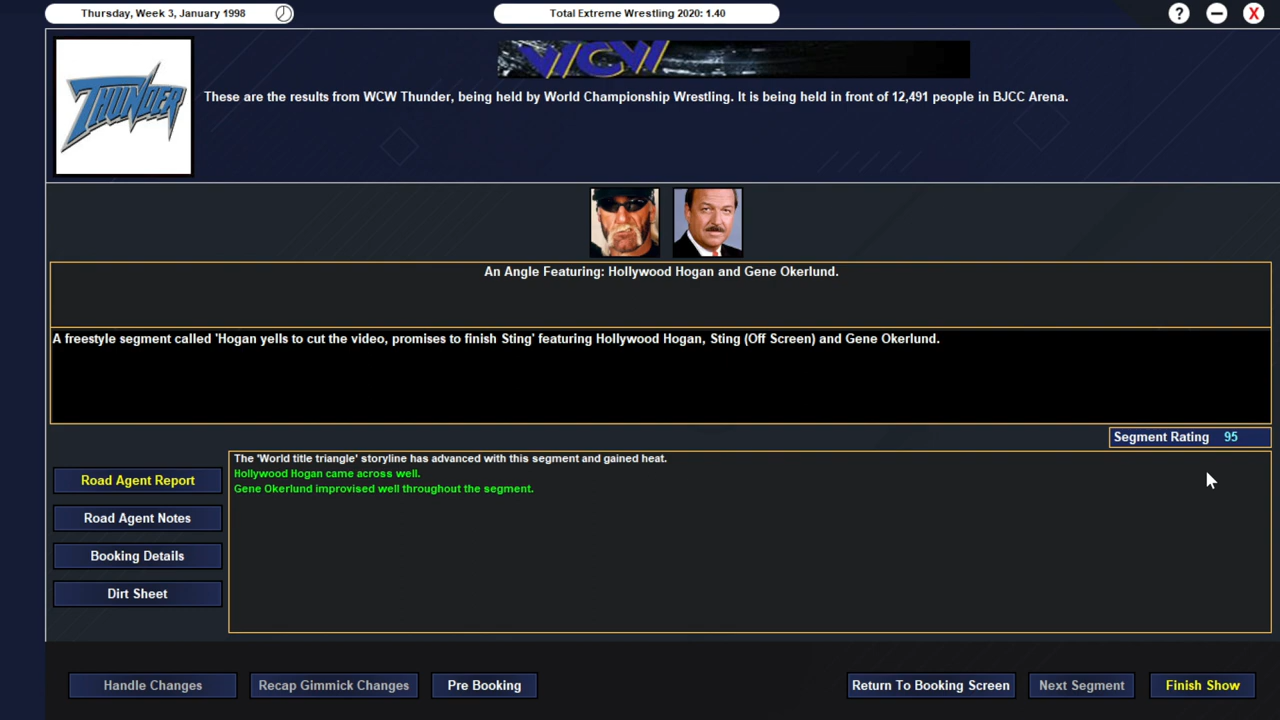 Thursday, Week 3, January 1998
Total Extreme Wrestling 2020: 1.40
?
X
THUNDER
WCW
These are the results from WCW Thunder, being held by World Championship Wrestling. It is being held in front of 12,491 people in BJCC Arena.
An Angle Featuring: Hollywood Hogan and Gene Okerlund.
A freestyle segment called 'Hogan yells to cut the video, promises to finish Sting' featuring Hollywood Hogan, Sting (Off Screen) and Gene Okerlund.
Segment Rating 95
The 'World title triangle' storyline has advanced with this segment and gained heat.
Hollywood Hogan came across well.
Gene Okerlund improvised well throughout the segment.
Road Agent Report
Road Agent Notes
Booking Details
Dirt Sheet
Handle Changes
Recap Gimmick Changes
Pre Booking
Return To Booking Screen
Next Segment
Finish Show